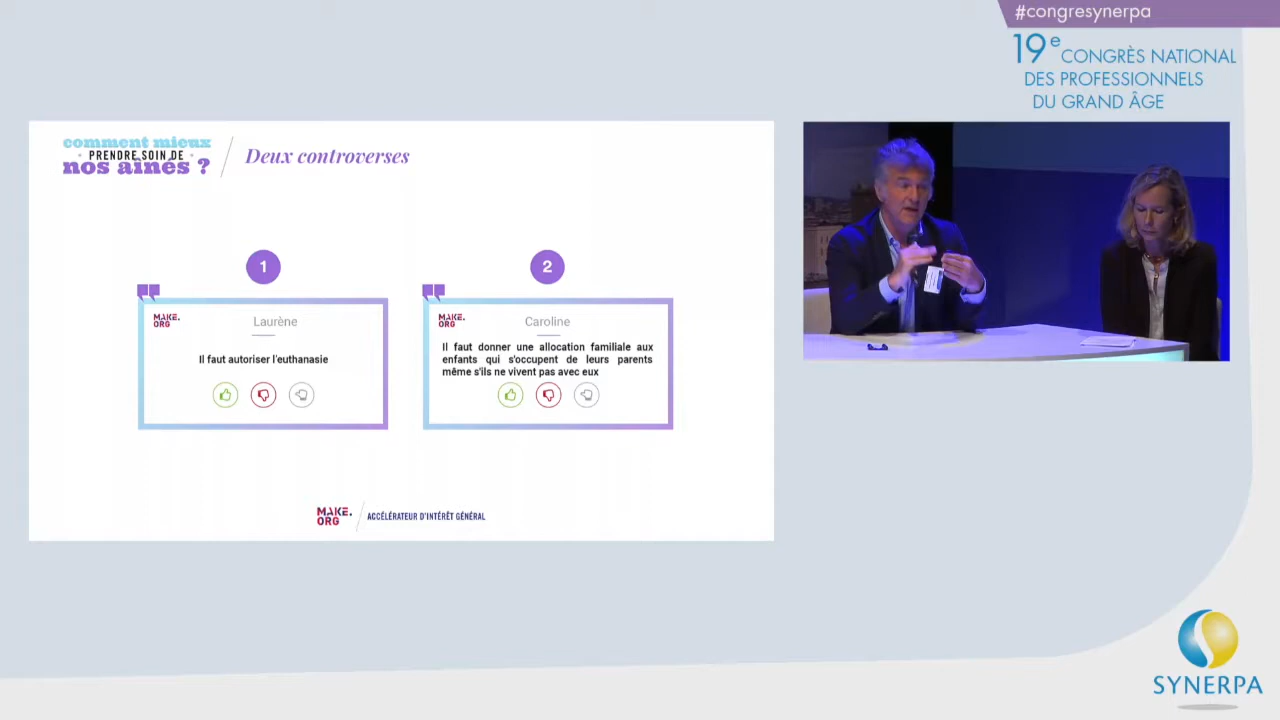 #congresynerpa
19e CONGRÈS NATIONAL
DES PROFESSIONNELS
DU GRAND ÂGE
comment mieux
PRENDRE SOIN DE
nos aînés ?
Deux controverses
1
MAKE.
ORG
Laurène
Il faut autoriser l'euthanasie
2
MAKE.
ORG
Caroline
Il faut donner une allocation familiale aux
enfants qui s'occupent de leurs parents
même s'ils ne vivent pas avec eux
MAKE.
ORG
ACCÉLÉRATEUR D'INTÉRÊT GÉNÉRAL
SYNERPA